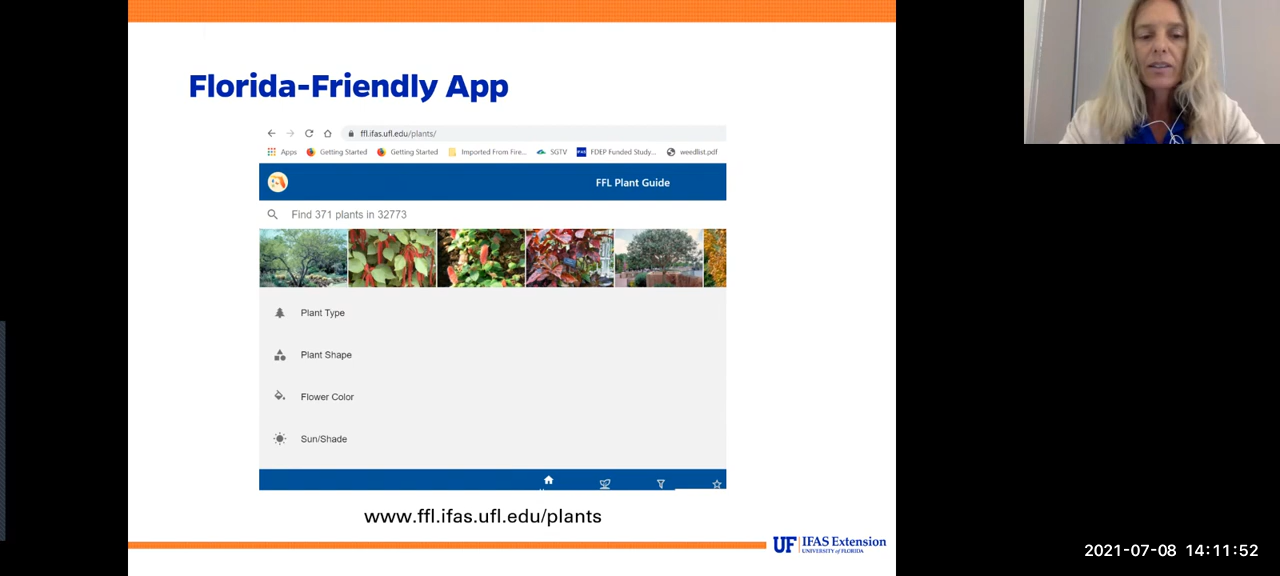 Florida-Friendly App
ffl.ifas.ufl.edu/plants/
Apps Getting Started Getting Started Imported From Fire... SGTV IFAS FDEP Funded Study... weedlist.pdf
FFL Plant Guide
Find 371 plants in 32773
Plant Type
Plant Shape
Flower Color
Sun/Shade
www.ffl.ifas.ufl.edu/plants
UF IFAS Extension
UNIVERSITY of FLORIDA
2021-07-08 14:11:52